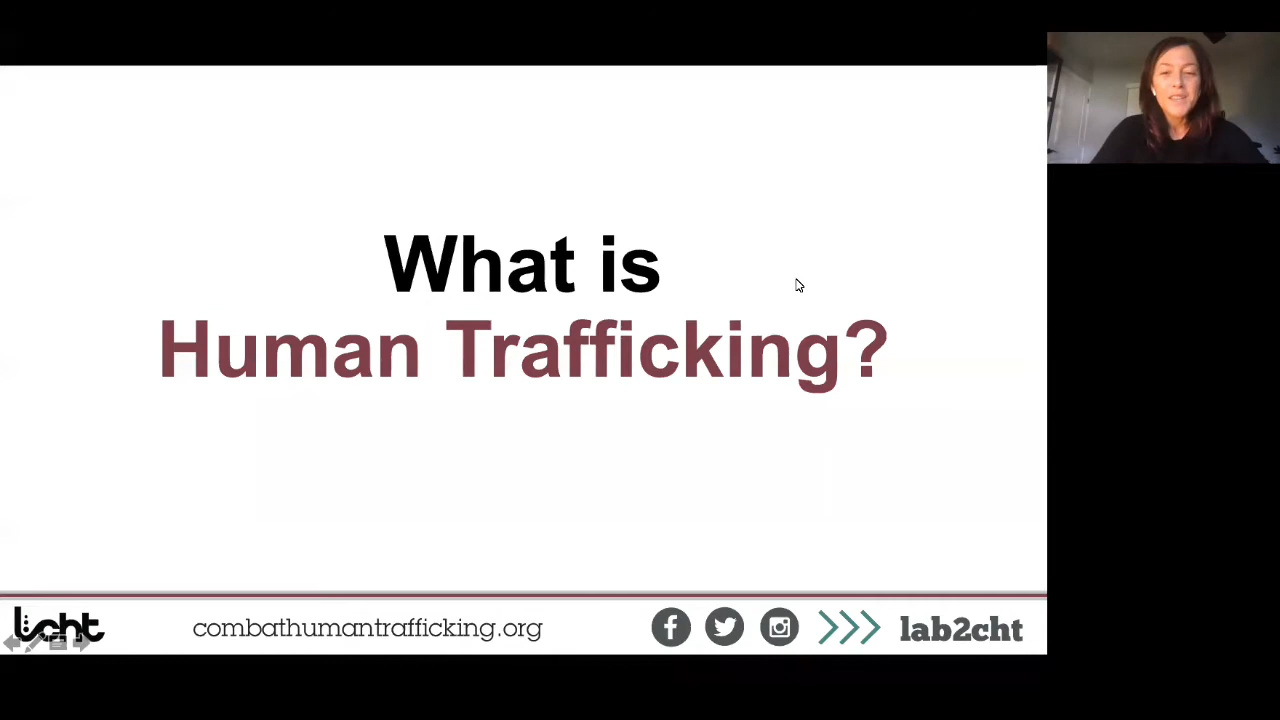 What is
Human Trafficking?
lcht
combathumantrafficking.org
lab2cht